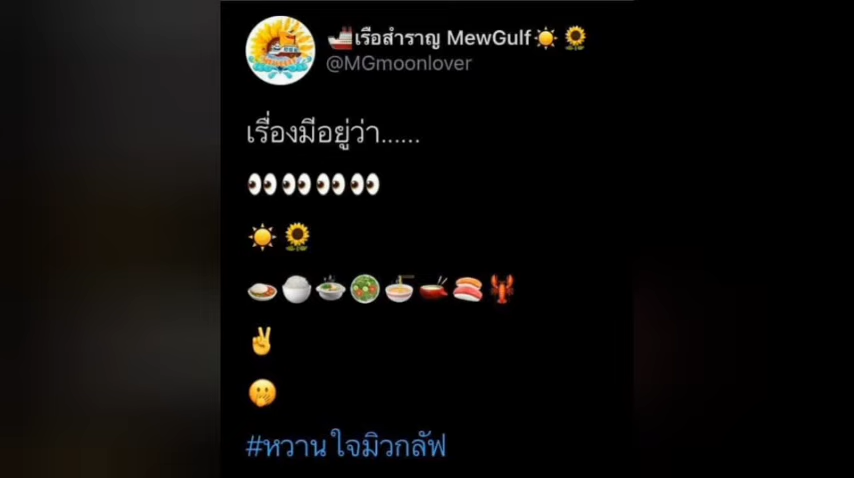 🚢เรือสำราญ MewGulf☀️🌻
@MGmoonlover
เรื่องมีอยู่ว่า......
👀👀👀👀
☀️🌻
🍛🍚🍲🥗🍜🥣🍣🦞
✌️
🤭
#หวานใจมิวกลัฟ